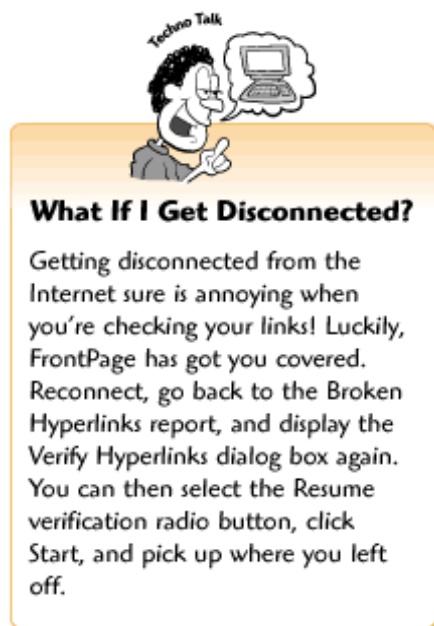 Techno Talk
What If I Get Disconnected?
Getting disconnected from the
Internet sure is annoying when
you're checking your links! Luckily,
FrontPage has got you covered.
Reconnect, go back to the Broken
Hyperlinks report, and display the
Verify Hyperlinks dialog box again.
You can then select the Resume
verification radio button, click
Start, and pick up where you left
off.